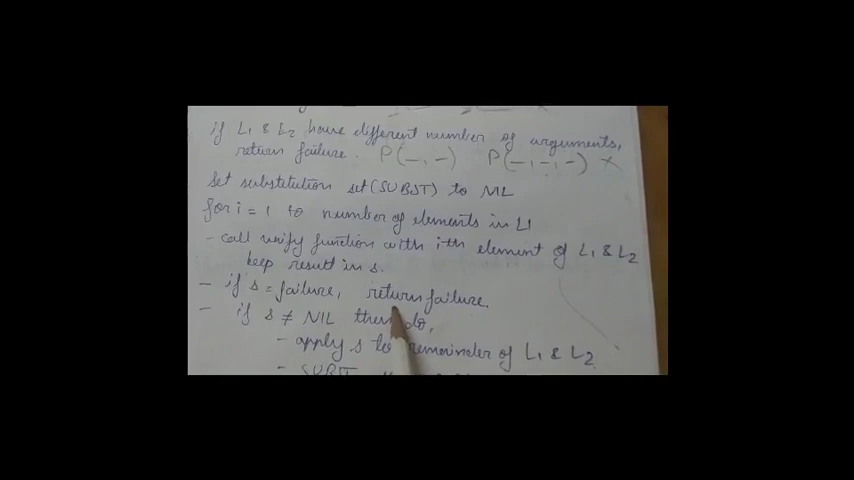 if L1 & L2 have different number of arguments,
return failure. P(–, –) P(–, –, –) ×
Set substitution set (SUBST) to NIL
for i = 1 to number of elements in L1
- call unify function with ith element of L1 & L2
keep result in s.
- if s = failure, return failure.
- if s ≠ NIL then do,
- apply s to remainder of L1 & L2
- SUBST